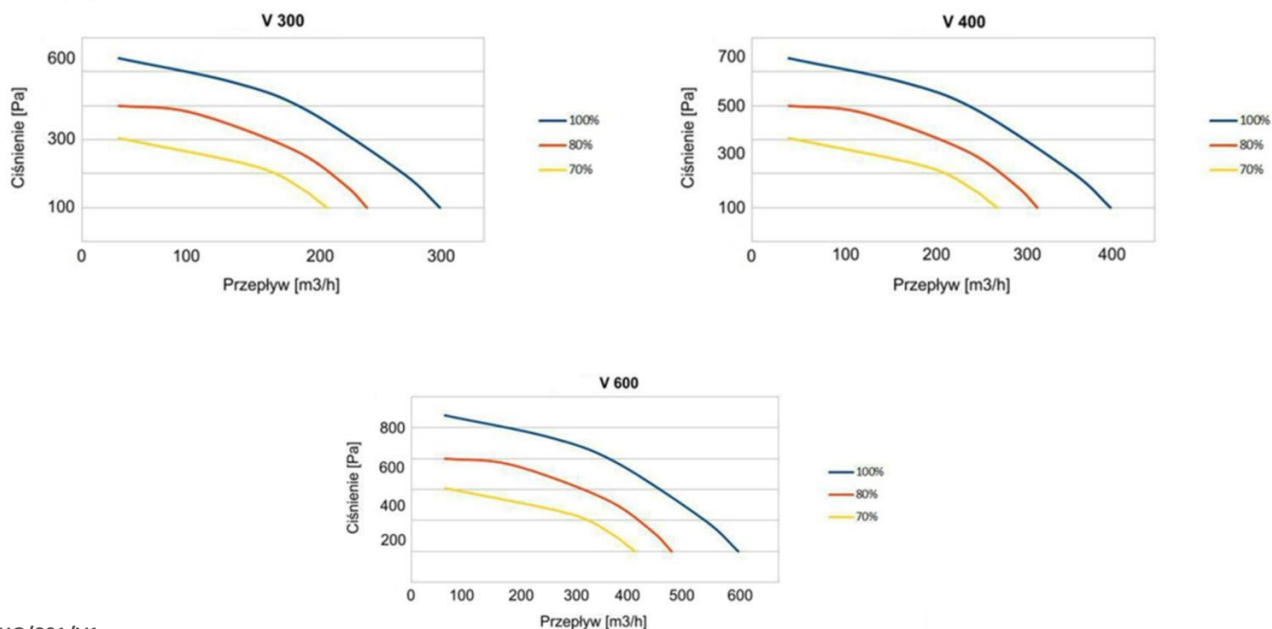 V 300
600
300
100
0 100 200 300
Ciśnienie [Pa]
Przepływ [m3/h]
100%
80%
70%
V 400
700
500
300
100
0 100 200 300 400
Ciśnienie [Pa]
Przepływ [m3/h]
100%
80%
70%
V 600
800
600
400
200
0 100 200 300 400 500 600
Ciśnienie [Pa]
Przepływ [m3/h]
100%
80%
70%